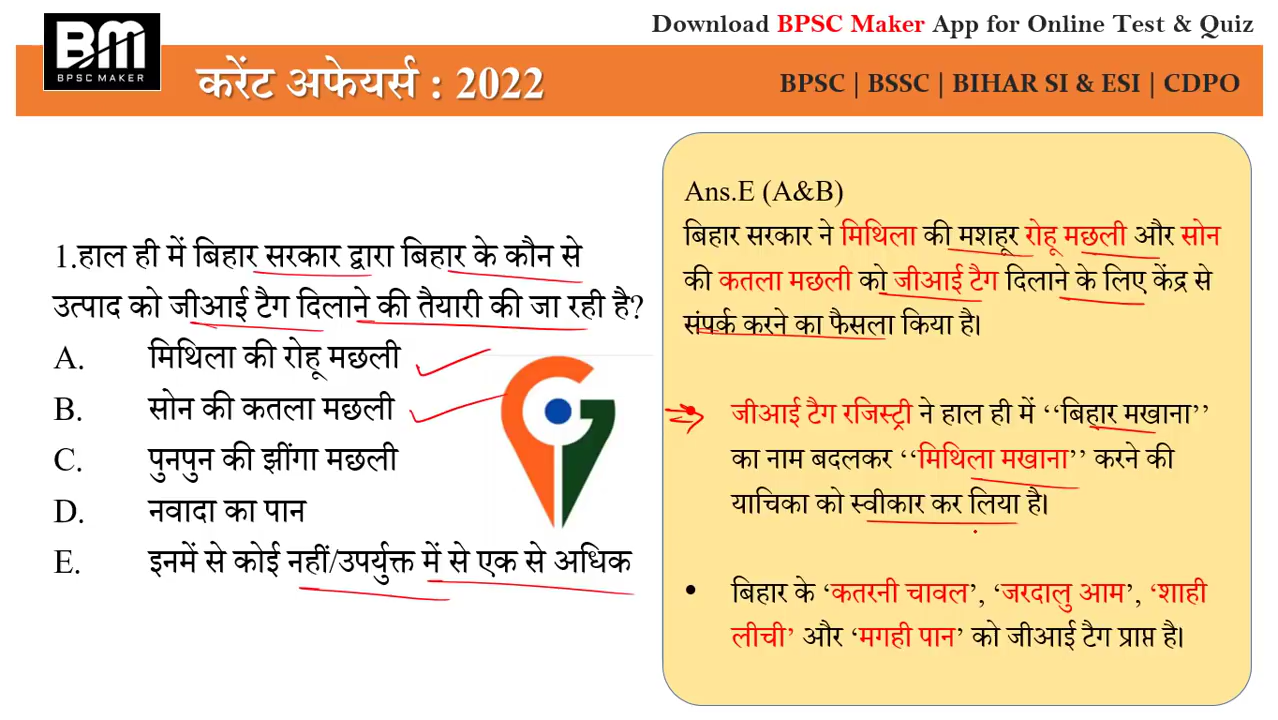 Download BPSC Maker App for Online Test & Quiz
BM
BPSC MAKER
करेंट अफेयर्स : 2022
BPSC | BSSC | BIHAR SI & ESI | CDPO
1.हाल ही में बिहार सरकार द्वारा बिहार के कौन से
उत्पाद को जीआई टैग दिलाने की तैयारी की जा रही है?
A. मिथिला की रोहू मछली
B. सोन की कतला मछली
C. पुनपुन की झींगा मछली
D. नवादा का पान
E. इनमें से कोई नहीं/उपर्युक्त में से एक से अधिक
Ans.E (A&B)
बिहार सरकार ने मिथिला की मशहूर रोहू मछली और सोन
की कतला मछली को जीआई टैग दिलाने के लिए केंद्र से
संपर्क करने का फैसला किया है।
जीआई टैग रजिस्ट्री ने हाल ही में ‘‘बिहार मखाना’’
का नाम बदलकर ‘‘मिथिला मखाना’’ करने की
याचिका को स्वीकार कर लिया है।
• बिहार के ‘कतरनी चावल’, ‘जरदालु आम’, ‘शाही
लीची’ और ‘मगही पान’ को जीआई टैग प्राप्त है।